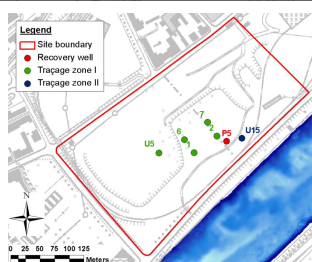 Legend
Site boundary
Recovery well
Traçage zone I
Traçage zone II
7
6
2
P5
U15
U5
1
N
0 25 50 75 100 125
Meters